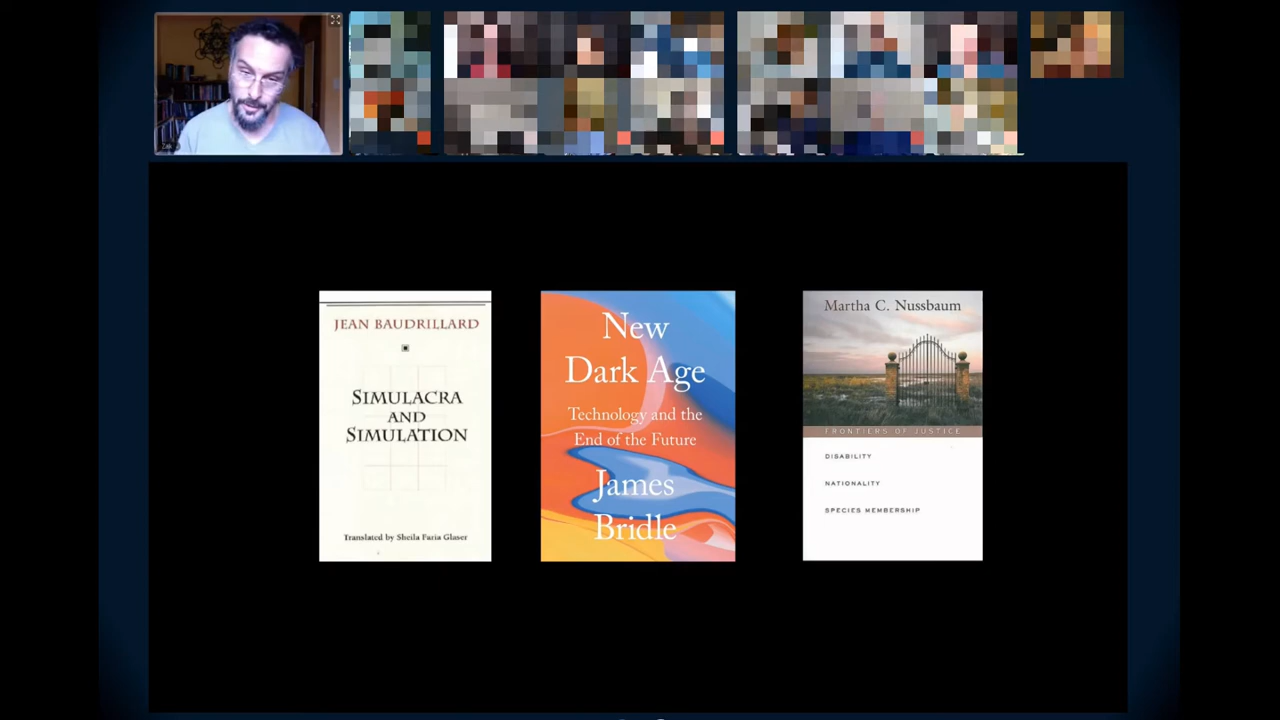 JEAN BAUDRILLARD
SIMULACRA
AND
SIMULATION
Translated by Sheila Faria Glaser
New
Dark Age
Technology and the
End of the Future
James
Bridle
Martha C. Nussbaum
FRONTIERS OF JUSTICE
DISABILITY
NATIONALITY
SPECIES MEMBERSHIP